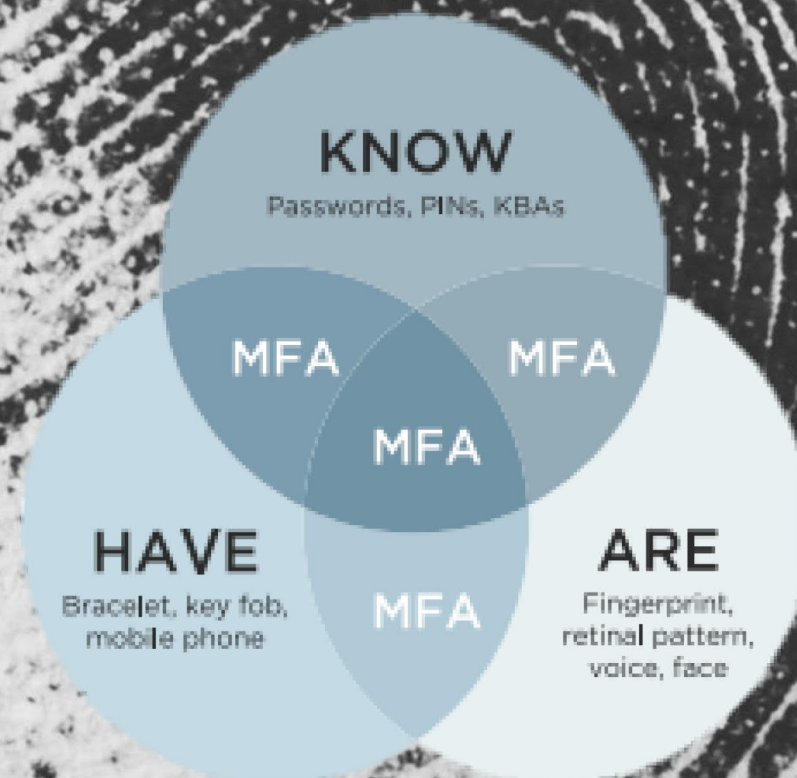 KNOW
Passwords, PINs, KBAs
MFA
MFA
MFA
HAVE
Bracelet, key fob,
mobile phone
MFA
ARE
Fingerprint,
retinal pattern,
voice, face